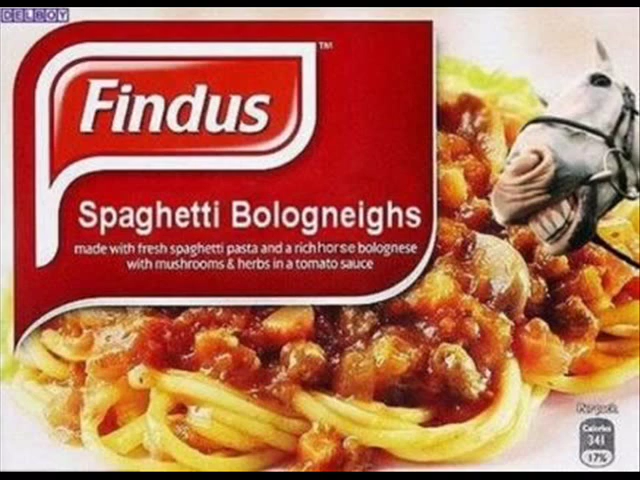 DELBOY
Findus
TM
Spaghetti Bologneighs
made with fresh spaghetti pasta and a rich horse bolognese
with mushrooms & herbs in a tomato sauce
Per pack
Calories
341
17%